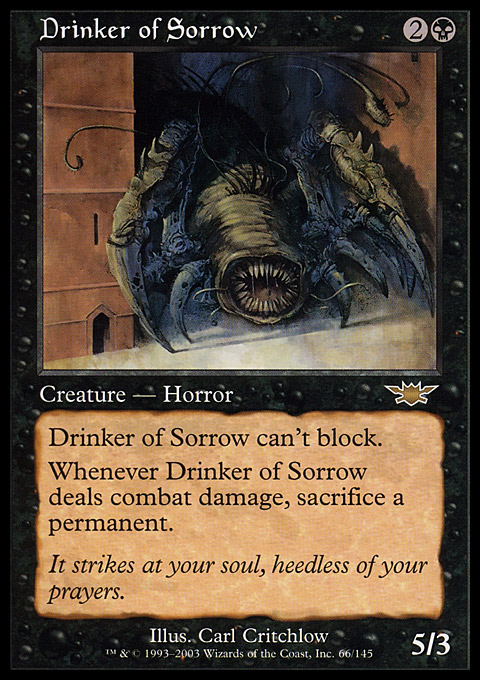 Drinker of Sorrow 2
Creature — Horror
Drinker of Sorrow can't block.
Whenever Drinker of Sorrow
deals combat damage, sacrifice a
permanent.
It strikes at your soul, heedless of your
prayers.
Illus. Carl Critchlow
5/3
™ & © 1993–2003 Wizards of the Coast, Inc. 66/145